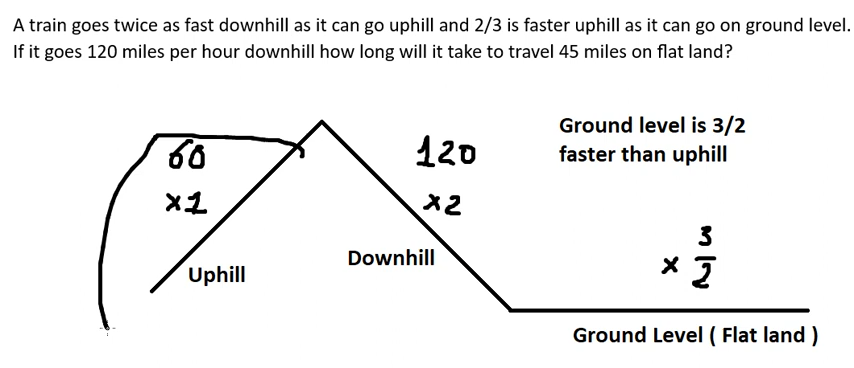 A train goes twice as fast downhill as it can go uphill and 2/3 is faster uphill as it can go on ground level.
If it goes 120 miles per hour downhill how long will it take to travel 45 miles on flat land?
Ground level is 3/2
faster than uphill
60
120
×1
×2
× 3/2
Downhill
Uphill
Ground Level ( Flat land )